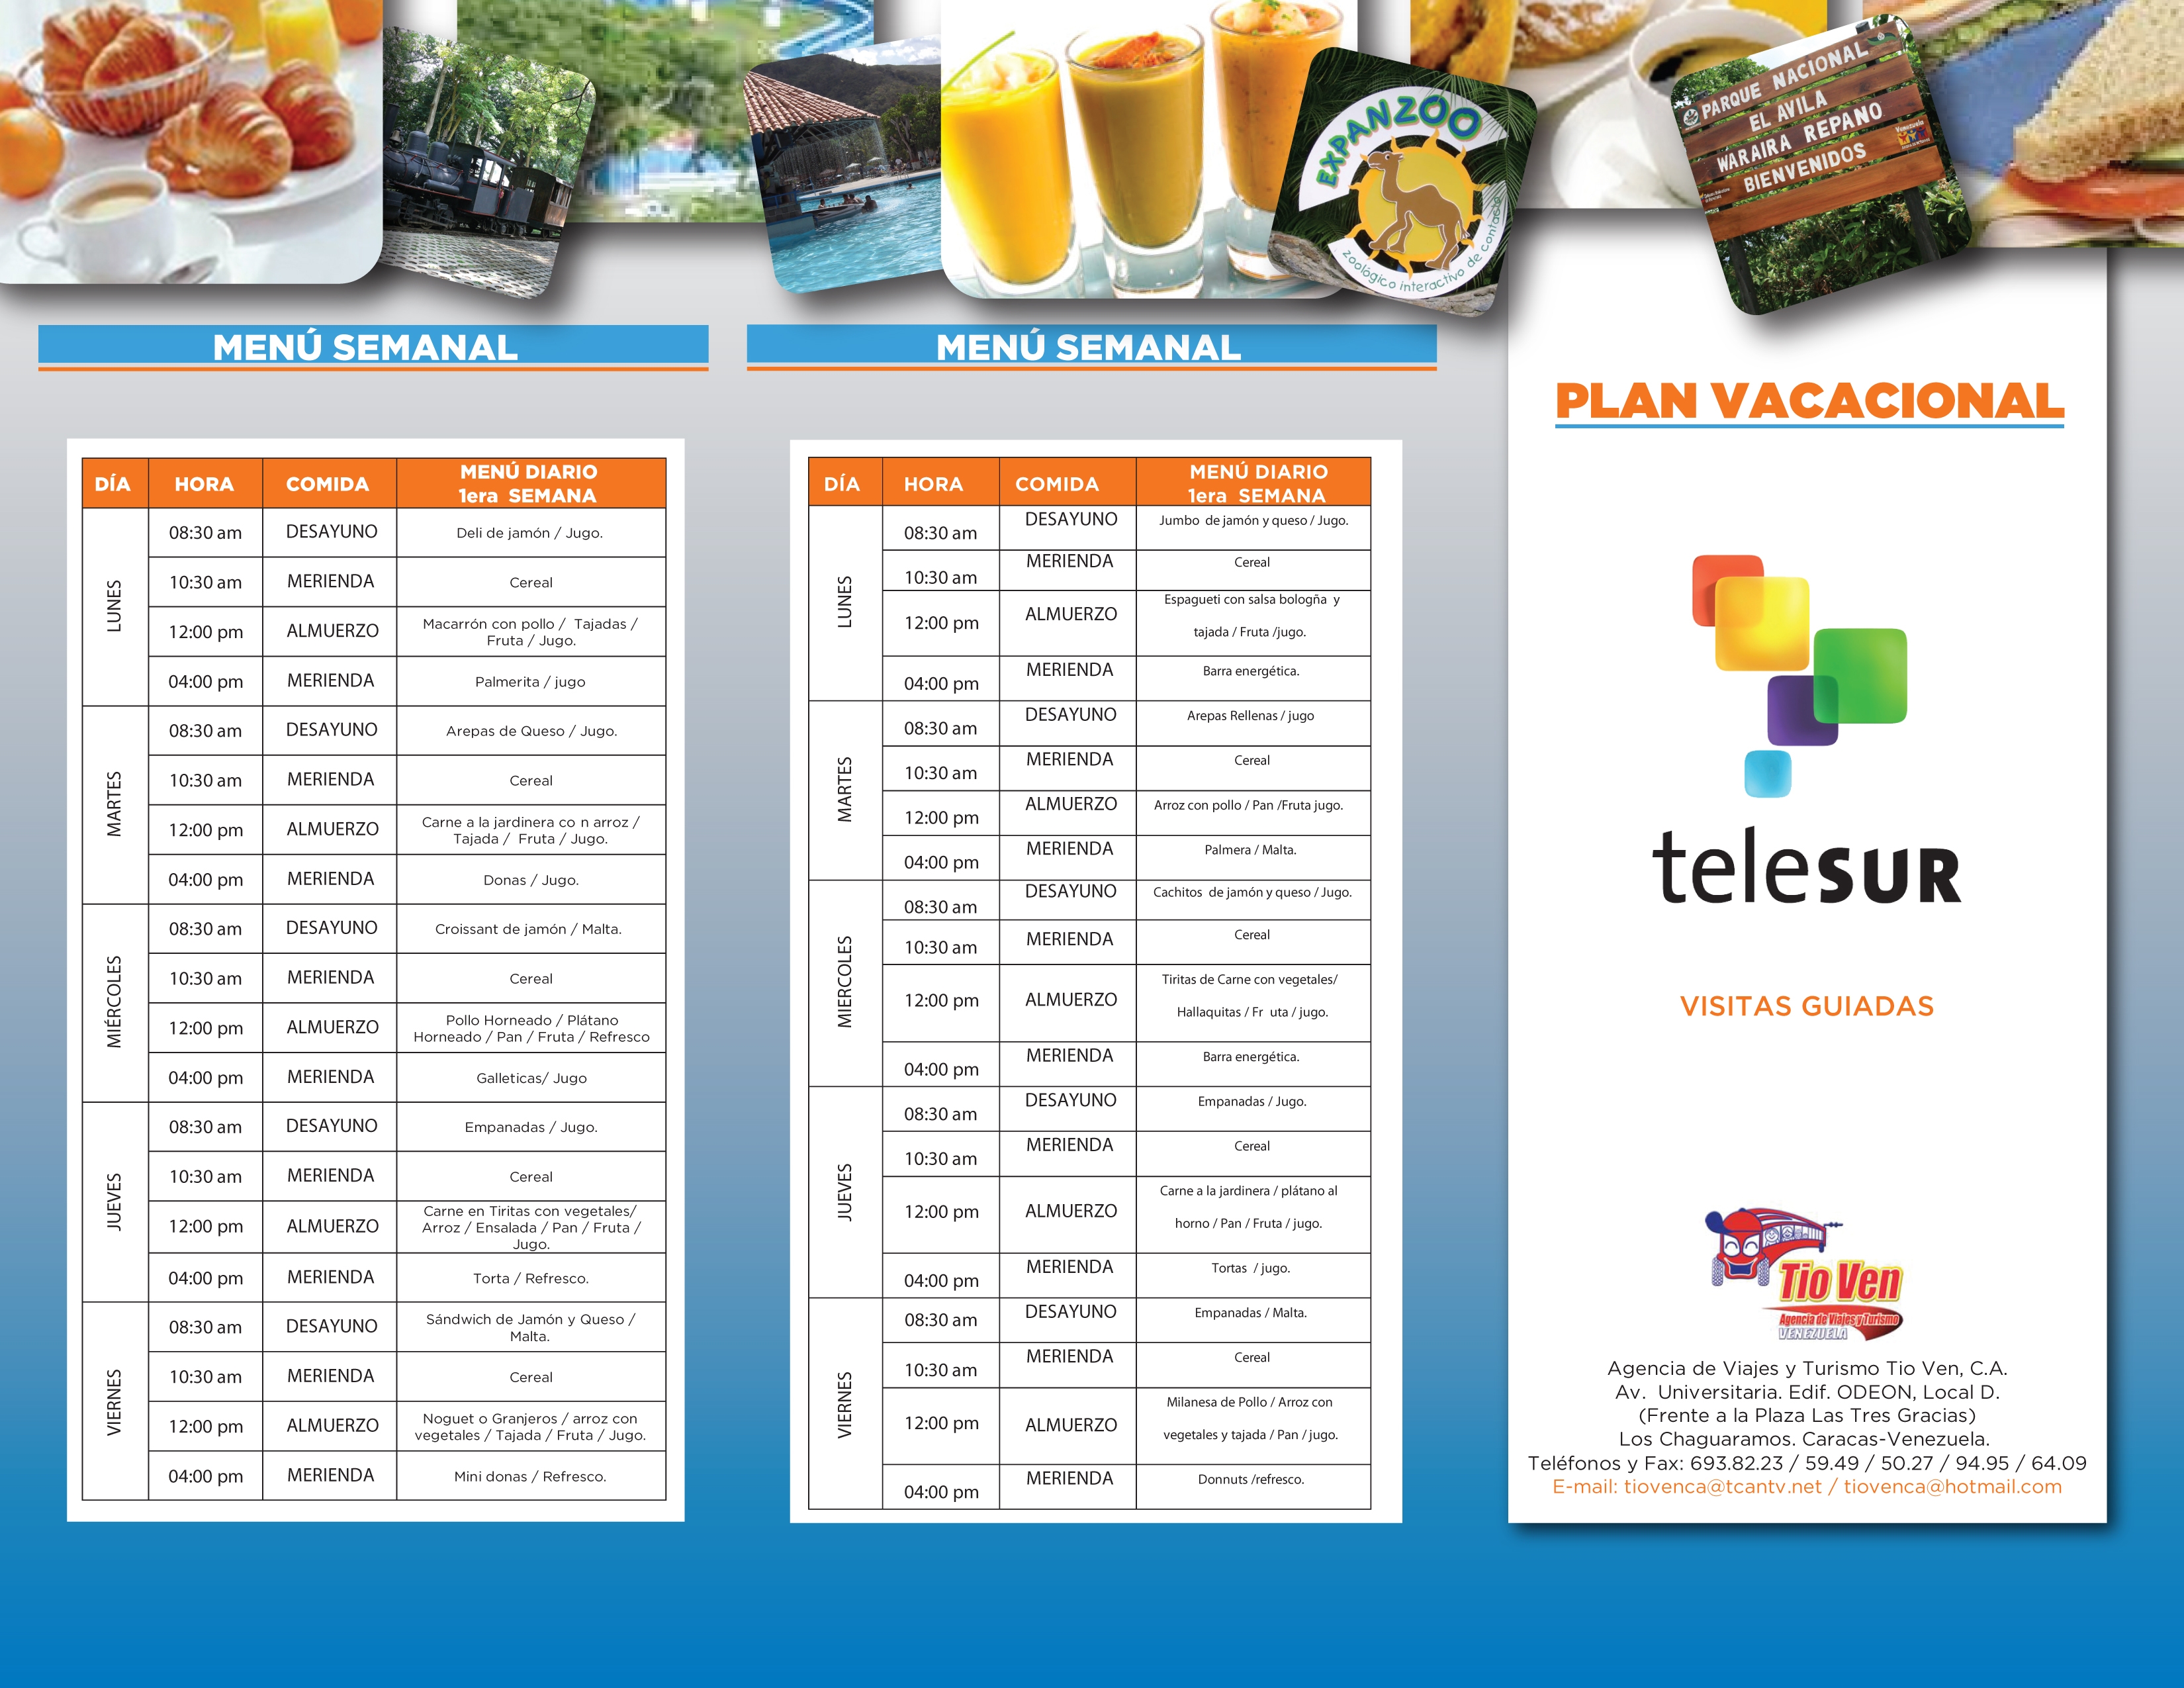 EXPANZOO
zoológico interactivo de contacto
PARQUE NACIONAL
EL AVILA
WARAIRA REPANO
BIENVENIDOS
MENÚ SEMANAL
DÍA HORA COMIDA MENÚ DIARIO
1era SEMANA
LUNES
08:30 am DESAYUNO Deli de jamón / Jugo.
10:30 am MERIENDA Cereal
12:00 pm ALMUERZO Macarrón con pollo / Tajadas /
Fruta / Jugo.
04:00 pm MERIENDA Palmerita / jugo
MARTES
08:30 am DESAYUNO Arepas de Queso / Jugo.
10:30 am MERIENDA Cereal
12:00 pm ALMUERZO Carne a la jardinera co n arroz /
Tajada / Fruta / Jugo.
04:00 pm MERIENDA Donas / Jugo.
MIÉRCOLES
08:30 am DESAYUNO Croissant de jamón / Malta.
10:30 am MERIENDA Cereal
12:00 pm ALMUERZO Pollo Horneado / Plátano
Horneado / Pan / Fruta / Refresco
04:00 pm MERIENDA Galleticas/ Jugo
JUEVES
08:30 am DESAYUNO Empanadas / Jugo.
10:30 am MERIENDA Cereal
12:00 pm ALMUERZO Carne en Tiritas con vegetales/
Arroz / Ensalada / Pan / Fruta /
Jugo.
04:00 pm MERIENDA Torta / Refresco.
VIERNES
08:30 am DESAYUNO Sándwich de Jamón y Queso /
Malta.
10:30 am MERIENDA Cereal
12:00 pm ALMUERZO Noguet o Granjeros / arroz con
vegetales / Tajada / Fruta / Jugo.
04:00 pm MERIENDA Mini donas / Refresco.
MENÚ SEMANAL
DÍA HORA COMIDA MENÚ DIARIO
1era SEMANA
LUNES
08:30 am DESAYUNO Jumbo de jamón y queso / Jugo.
10:30 am MERIENDA Cereal
12:00 pm ALMUERZO Espagueti con salsa bologña y
tajada / Fruta /jugo.
04:00 pm MERIENDA Barra energética.
MARTES
08:30 am DESAYUNO Arepas Rellenas / jugo
10:30 am MERIENDA Cereal
12:00 pm ALMUERZO Arroz con pollo / Pan /Fruta jugo.
04:00 pm MERIENDA Palmera / Malta.
MIERCOLES
08:30 am DESAYUNO Cachitos de jamón y queso / Jugo.
10:30 am MERIENDA Cereal
12:00 pm ALMUERZO Tiritas de Carne con vegetales/
Hallaquitas / Fr uta / jugo.
04:00 pm MERIENDA Barra energética.
JUEVES
08:30 am DESAYUNO Empanadas / Jugo.
10:30 am MERIENDA Cereal
12:00 pm ALMUERZO Carne a la jardinera / plátano al
horno / Pan / Fruta / jugo.
04:00 pm MERIENDA Tortas / jugo.
VIERNES
08:30 am DESAYUNO Empanadas / Malta.
10:30 am MERIENDA Cereal
12:00 pm ALMUERZO Milanesa de Pollo / Arroz con
vegetales y tajada / Pan / jugo.
04:00 pm MERIENDA Donnuts /refresco.
PLAN VACACIONAL
teleSUR
VISITAS GUIADAS
Tio Ven
Agencia de Viajes y Turismo
VENEZUELA
Agencia de Viajes y Turismo Tio Ven, C.A.
Av. Universitaria. Edif. ODEON, Local D.
(Frente a la Plaza Las Tres Gracias)
Los Chaguaramos. Caracas-Venezuela.
Teléfonos y Fax: 693.82.23 / 59.49 / 50.27 / 94.95 / 64.09
E-mail: tiovenca@tcantv.net / tiovenca@hotmail.com